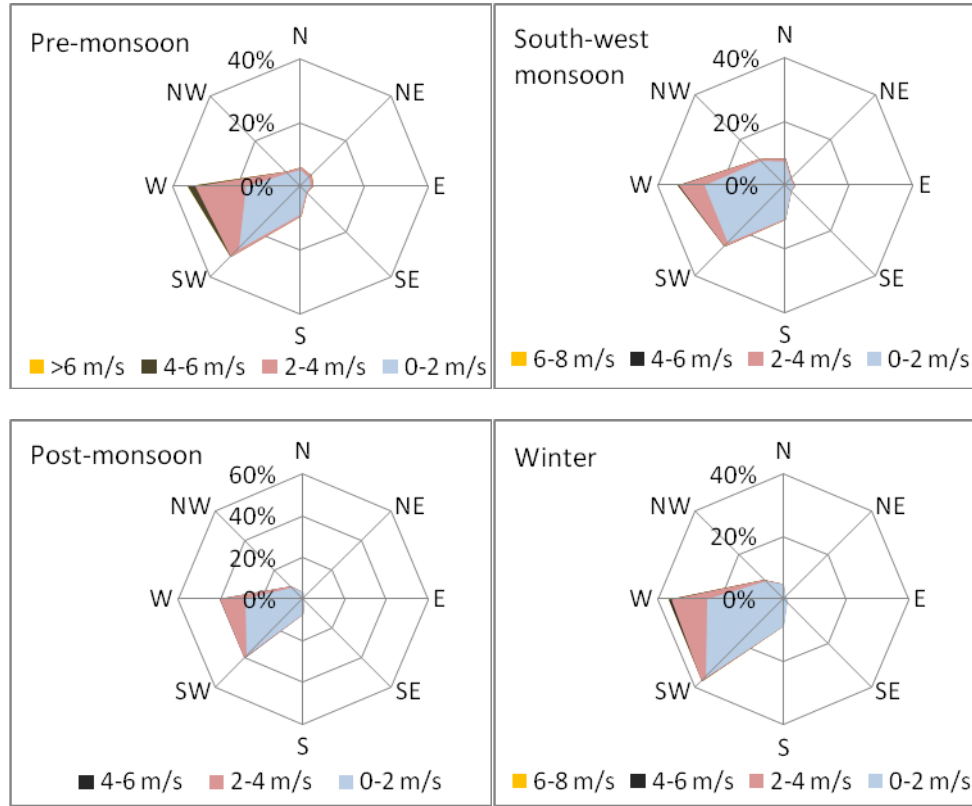 Pre-monsoon
N
40%
NW
NE
20%
W
0%
E
SW
SE
S
>6 m/s 4-6 m/s 2-4 m/s 0-2 m/s
South-west
monsoon
N
40%
NW
NE
20%
W
0%
E
SW
SE
S
6-8 m/s 4-6 m/s 2-4 m/s 0-2 m/s
Post-monsoon
N
60%
NW
NE
40%
20%
W
0%
E
SW
SE
S
4-6 m/s 2-4 m/s 0-2 m/s
Winter
N
40%
NW
NE
20%
W
0%
E
SW
SE
S
6-8 m/s 4-6 m/s 2-4 m/s 0-2 m/s